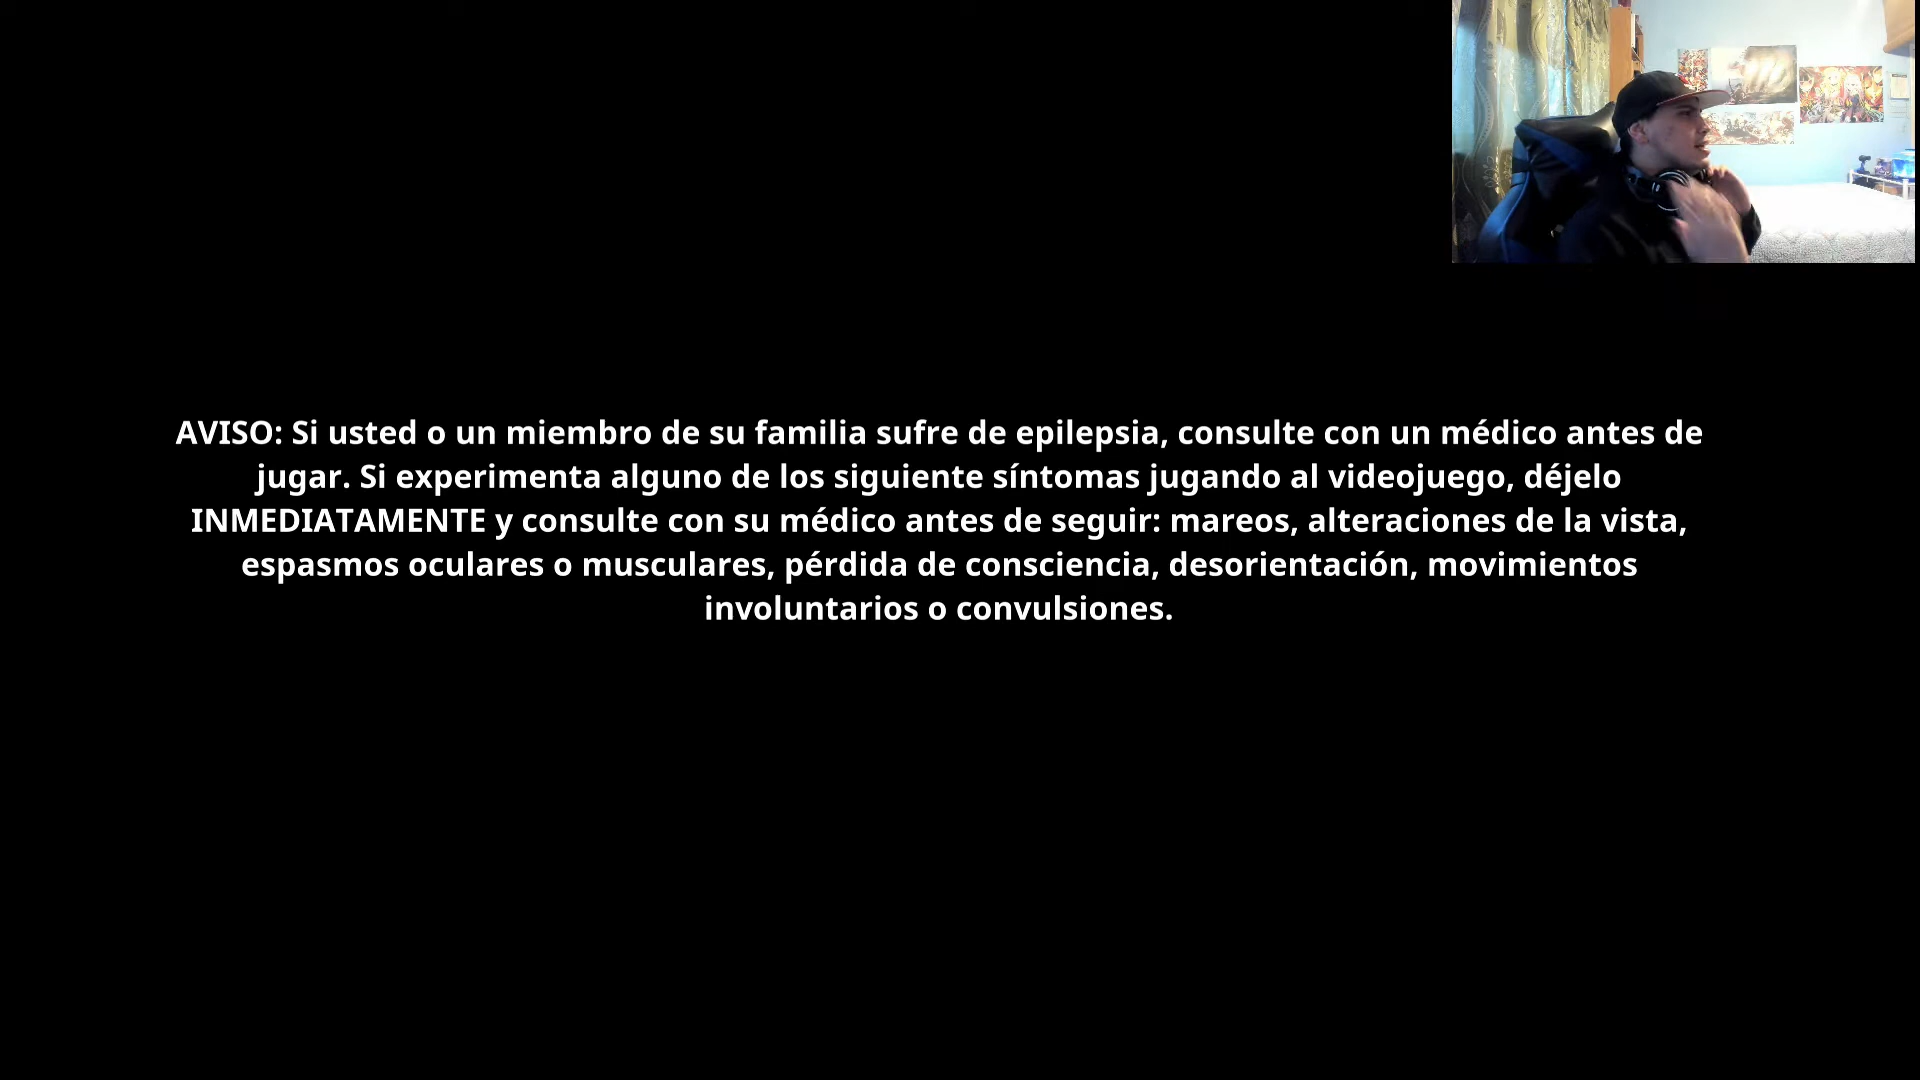 AVISO: Si usted o un miembro de su familia sufre de epilepsia, consulte con un médico antes de
jugar. Si experimenta alguno de los siguiente síntomas jugando al videojuego, déjelo
INMEDIATAMENTE y consulte con su médico antes de seguir: mareos, alteraciones de la vista,
espasmos oculares o musculares, pérdida de consciencia, desorientación, movimientos
involuntarios o convulsiones.